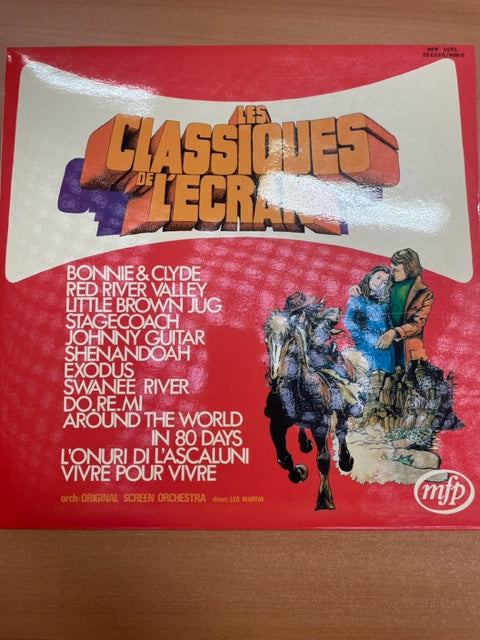 MFP 5681
STEREO/MONO
LES
CLASSIQUES
DE L'ECRAN
BONNIE & CLYDE
RED RIVER VALLEY
LITTLE BROWN JUG
STAGECOACH
JOHNNY GUITAR
SHENANDOAH
EXODUS
SWANEE RIVER
DO-RE-MI
AROUND THE WORLD
IN 80 DAYS
L'ONURI DI L'ASCALUNI
VIVRE POUR VIVRE
orch: ORIGINAL SCREEN ORCHESTRA direct: LEO MARTIN
mfp